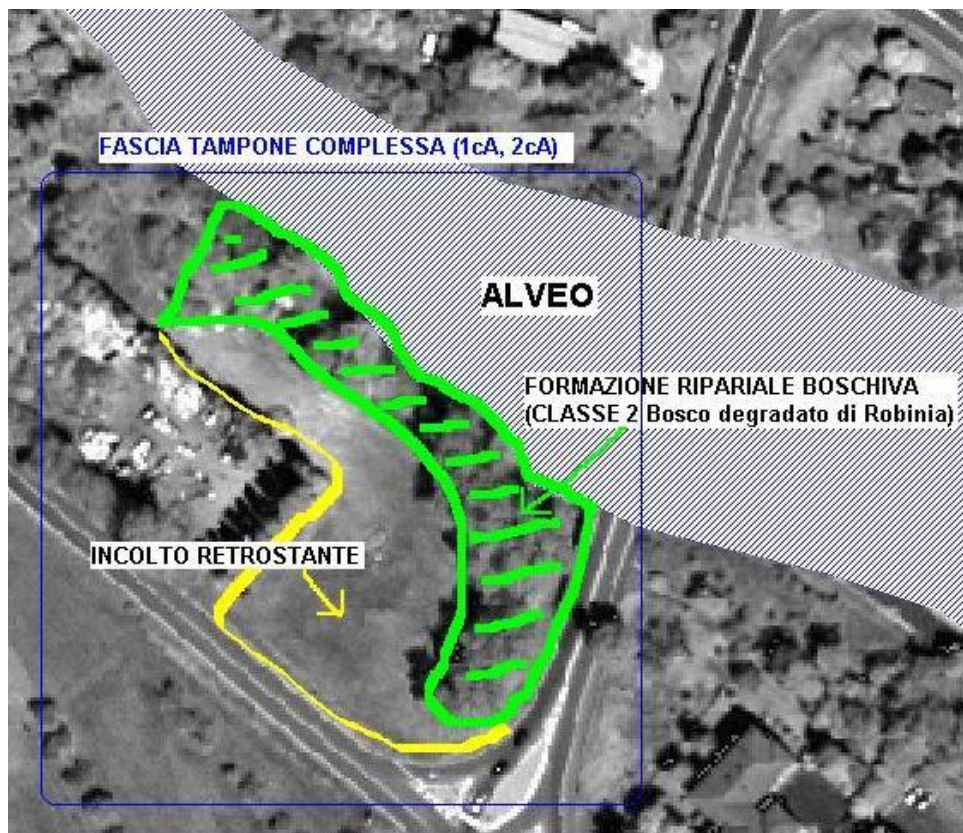 FASCIA TAMPONE COMPLESSA (1cA, 2cA)
ALVEO
FORMAZIONE RIPARIALE BOSCHIVA
(CLASSE 2 Bosco degradato di Robinia)
INCOLTO RETROSTANTE